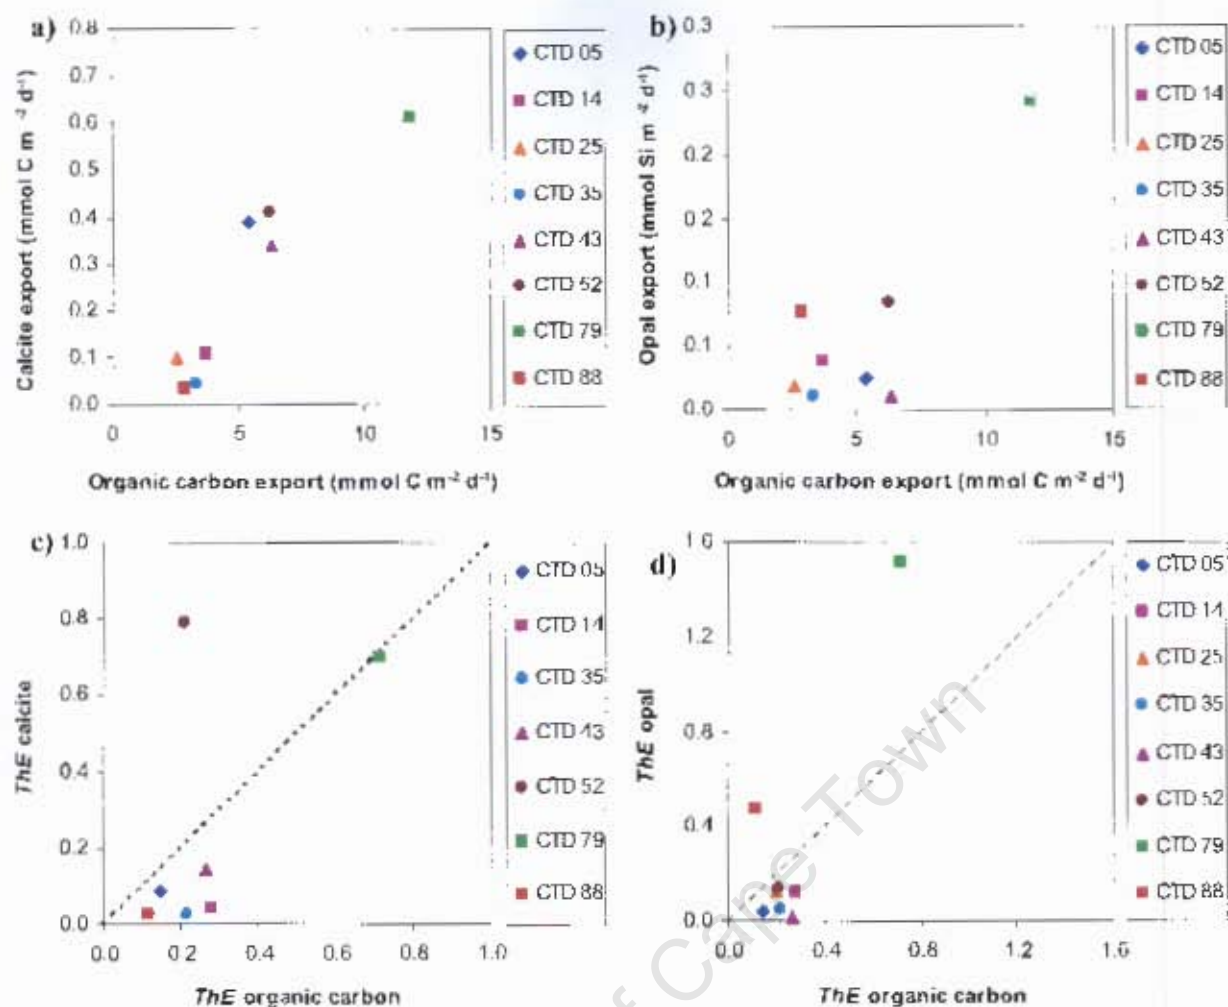 a)
Calcite export (mmol C m⁻² d⁻¹)
0.8
0.7
0.6
0.5
0.4
0.3
0.2
0.1
0.0
0 5 10 15
Organic carbon export (mmol C m⁻² d⁻¹)
CTD 05
CTD 14
CTD 25
CTD 35
CTD 43
CTD 52
CTD 79
CTD 88
b)
Opal export (mmol Si m⁻² d⁻¹)
0.3
0.3
0.2
0.2
0.1
0.1
0.0
0 5 10 15
Organic carbon export (mmol C m⁻² d⁻¹)
CTD 05
CTD 14
CTD 25
CTD 35
CTD 43
CTD 52
CTD 79
CTD 88
c)
ThE calcite
1.0
0.8
0.6
0.4
0.2
0.0
0.0 0.2 0.4 0.6 0.8 1.0
ThE organic carbon
CTD 05
CTD 14
CTD 35
CTD 43
CTD 52
CTD 79
CTD 88
d)
ThE opal
1.6
1.2
0.8
0.4
0.0
0.0 0.4 0.8 1.2 1.6
ThE organic carbon
CTD 05
CTD 14
CTD 25
CTD 35
CTD 43
CTD 52
CTD 79
CTD 88
of Cape Town